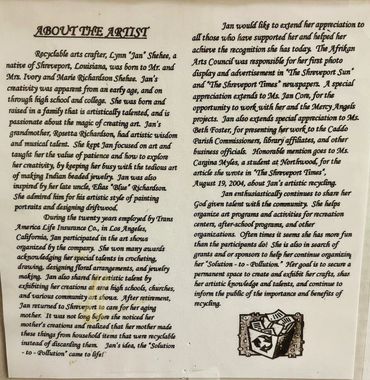 ABOUT THE ARTIST
Recyclable arts crafter, Lynn "Jan" Shehee, a
native of Shreveport, Louisiana, was born to Mr. and
Mrs. Ivory and Marie Richardson Shehee. Jan's
creativity was apparent from an early age, and on
through high school and college. She was born and
raised in a family that is artistically talented, and is
passionate about the magic of creating art. Jan's
grandmother, Rosetta Richardson, had artistic wisdom
and musical talent. She kept Jan focused on art and
taught her the value of patience and how to explore
her creativity, by keeping her busy with the tedious art
of making Indian beaded jewelry. Jan was also
inspired by her late uncle, Elias "Blue" Richardson.
She admired him for his artistic style of painting
portraits and designing driftwood.
During the twenty years employed by Trans
America Life Insurance Co., in Los Angeles,
California, Jan participated in the art shows
organized by the company. She won many awards
acknowledging her special talents in crocheting,
drawing, designing floral arrangements, and jewelry
making. Jan also shared her artistic talent by
exhibiting her creations at area high schools, churches,
and various community art shows. After retirement,
Jan returned to Shreveport to care for her aging
mother. It was not long before she noticed her
mother's creations and realized that her mother made
these things from household items that were recyclable
instead of discarding them. Jan's idea, the "Solution
- to - Pollution" came to life!
Jan would like to extend her appreciation to
all those who have supported her and helped her
achieve the recognition she has today. The Afrikan
Arts Council was responsible for her first photo
display and advertisement in "The Shreveport Sun"
and "The Shreveport Times" newspapers. A special
appreciation extends to Ms. Jan Core, for the
opportunity to work with her and the Mercy Angels
projects. Jan also extends special appreciation to Ms.
Beth Foster, for presenting her work to the Caddo
Parish Commissioners, library affiliates, and other
business officials. Honorable mention goes to Ms.
Cargina Myles, a student at Northwood, for the
article she wrote in "The Shreveport Times",
August 19, 2004, about Jan's artistic recycling.
Jan enthusiastically continues to share her
God given talent with the community. She helps
organize art programs and activities for recreation
centers, after-school programs, and other
organizations. Often times it seems she has more fun
than the participants do! She is also in search of
grants and or sponsors to help her continue organizing
her "Solution - to - Pollution." Her goal is to secure a
permanent space to create and exhibit her crafts, share
her artistic knowledge and talents, and continue to
inform the public of the importance and benefits of
recycling.